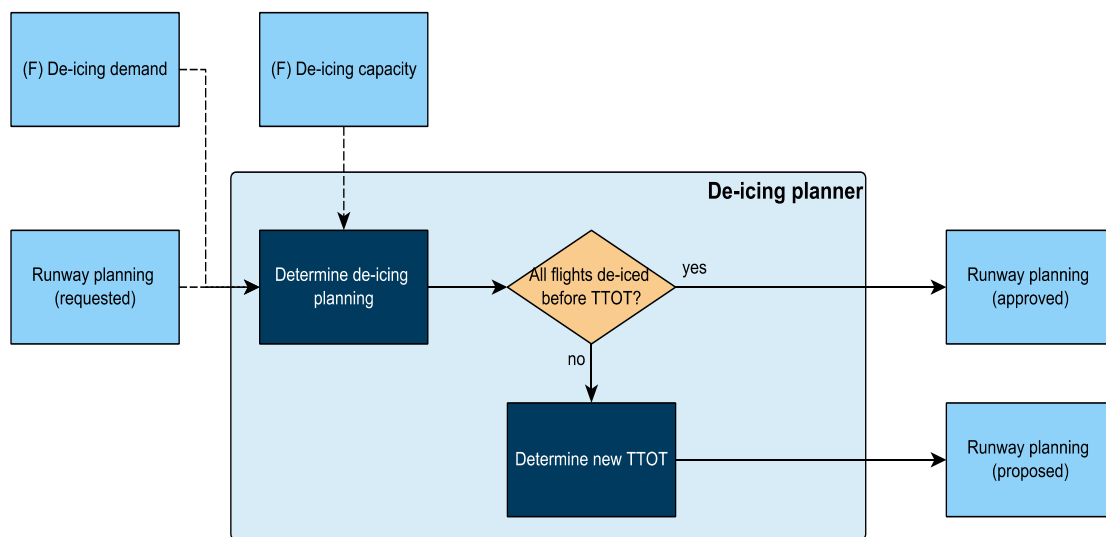 (F) De-icing demand
(F) De-icing capacity
De-icing planner
Runway planning
(requested)
Determine de-icing
planning
All flights de-iced
before TTOT?
yes
Runway planning
(approved)
no
Determine new TTOT
Runway planning
(proposed)